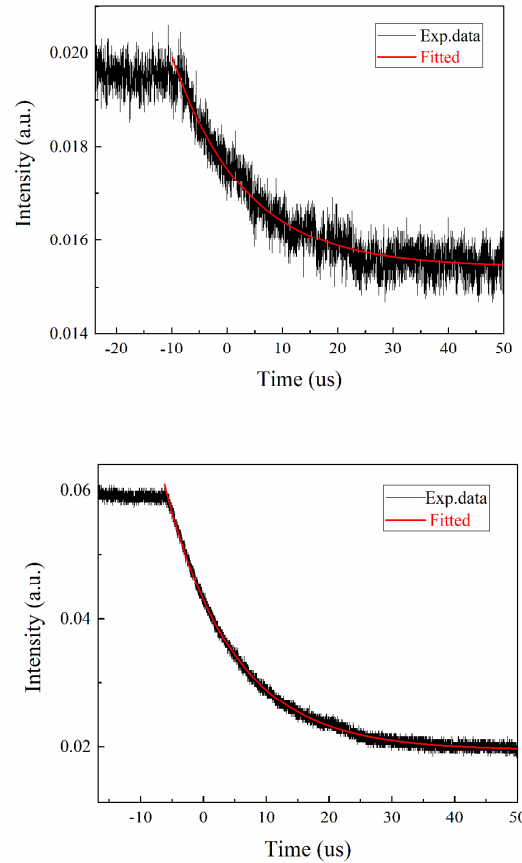 0.020
0.018
0.016
0.014
Intensity (a.u.)
Exp.data
Fitted
-20 -10 0 10 20 30 40 50
Time (us)
0.06
0.04
0.02
Intensity (a.u.)
Exp.data
Fitted
-10 0 10 20 30 40 50
Time (us)